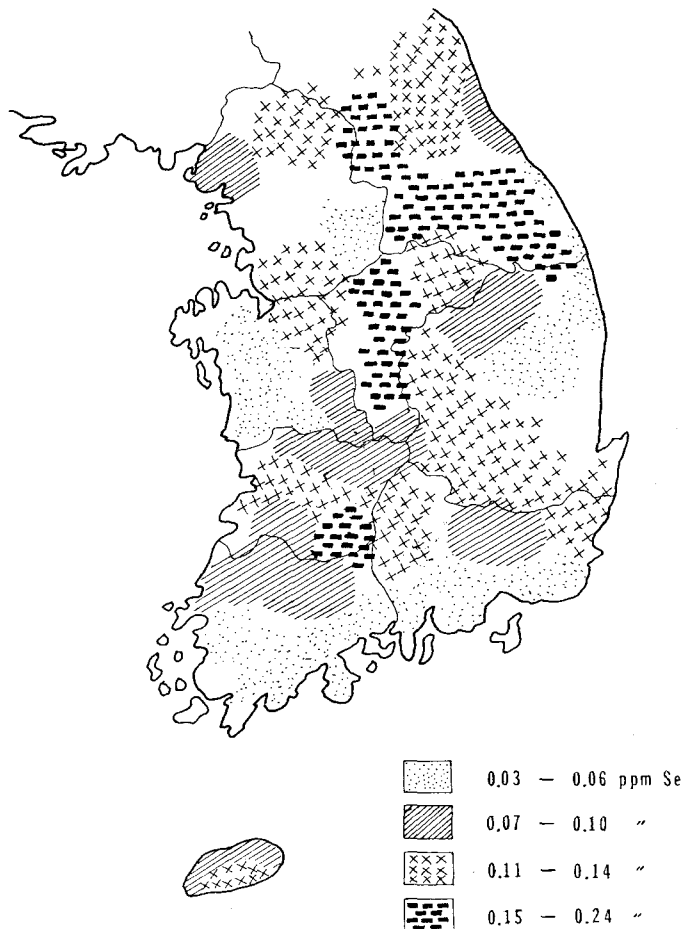 0.03 — 0.06 ppm Se
0.07 — 0.10 〃
0.11 — 0.14 〃
0.15 — 0.24 〃